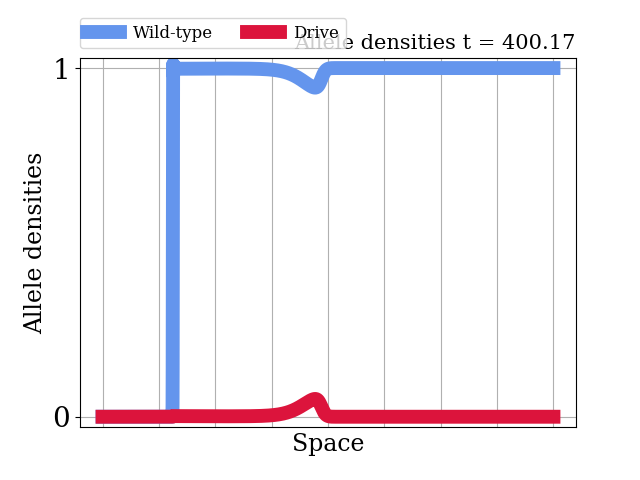 Wild-type
Drive
Allele densities t = 400.17
1
Allele densities
0
Space